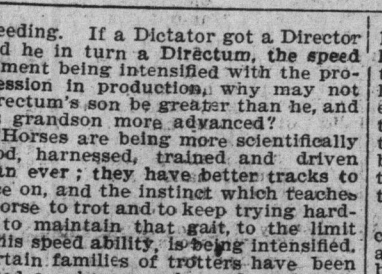 eeding. If a Dictator got a Director
d he in turn a Directum, the speed
ment being intensified with the pro-
ession in production, why may not
rectum's son be greater than he, and
grandson more advanced?
Horses are being more scientifically
od, harnessed, trained and driven
an ever; they have better tracks to
e on, and the instinct which teaches
orse to trot and to keep trying hard-
to maintain that gait, to the limit
his speed ability, is being intensified.
rtain families of trotters have been